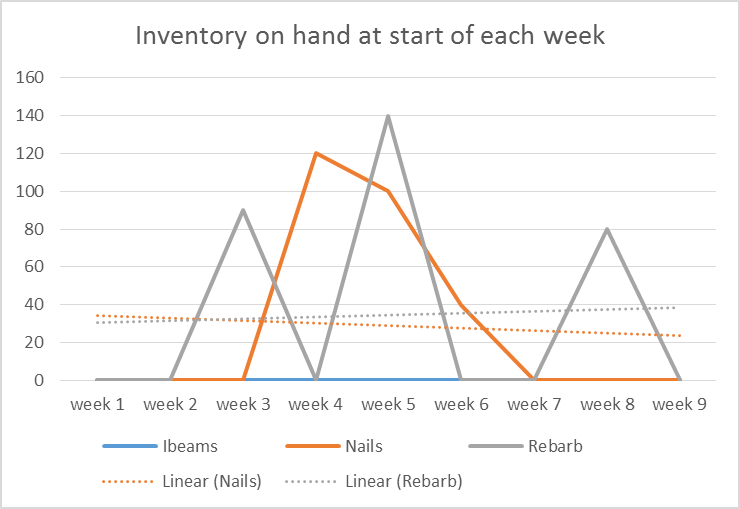 Inventory on hand at start of each week
160
140
120
100
80
60
40
20
0
week 1 week 2 week 3 week 4 week 5 week 6 week 7 week 8 week 9
Ibeams Nails Rebarb
Linear (Nails) Linear (Rebarb)